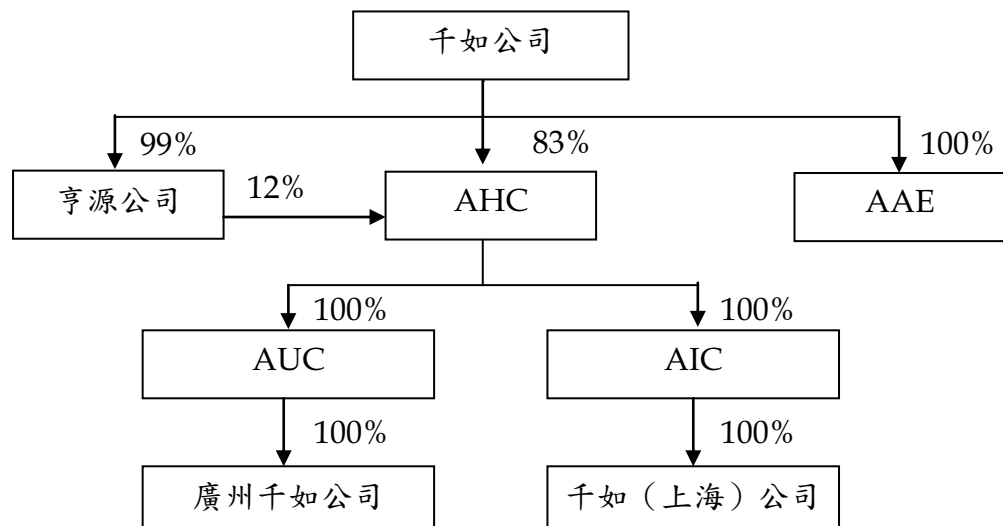 千如公司
99%
83%
100%
亨源公司
12%
AHC
AAE
100%
100%
AUC
AIC
100%
100%
廣州千如公司
千如（上海）公司